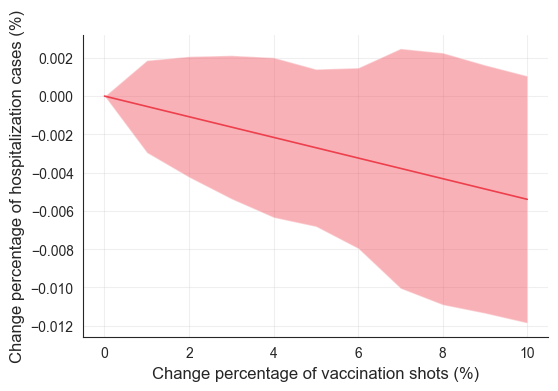 Change percentage of hospitalization cases (%)
0.002
0.000
−0.002
−0.004
−0.006
−0.008
−0.010
−0.012
0 2 4 6 8 10
Change percentage of vaccination shots (%)